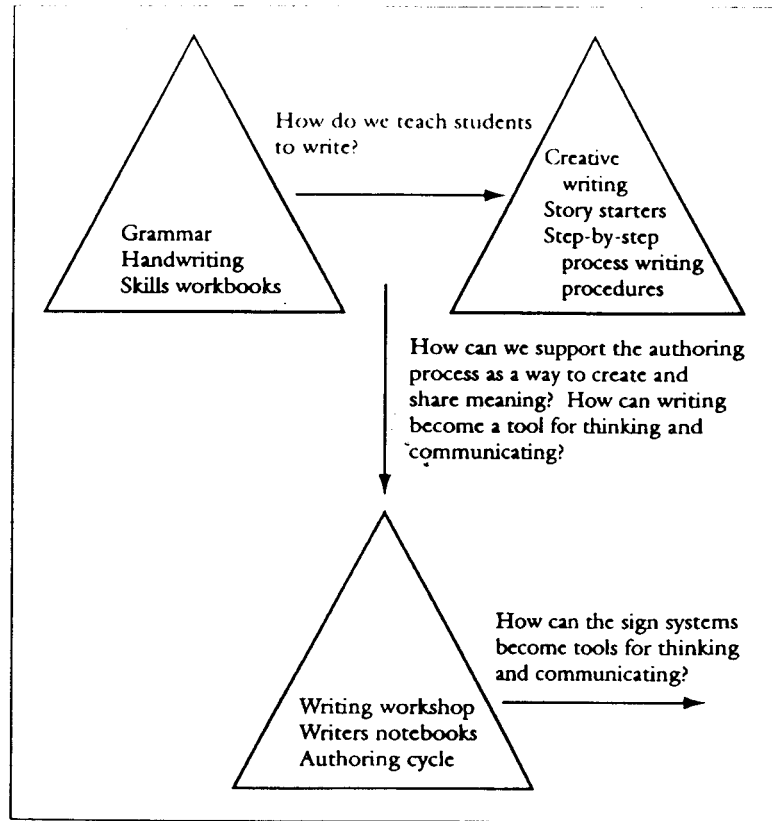 How do we teach students
to write?
Grammar
Handwriting
Skills workbooks
Creative
writing
Story starters
Step-by-step
process writing
procedures
How can we support the authoring
process as a way to create and
share meaning? How can writing
become a tool for thinking and
communicating?
How can the sign systems
become tools for thinking
and communicating?
Writing workshop
Writers notebooks
Authoring cycle